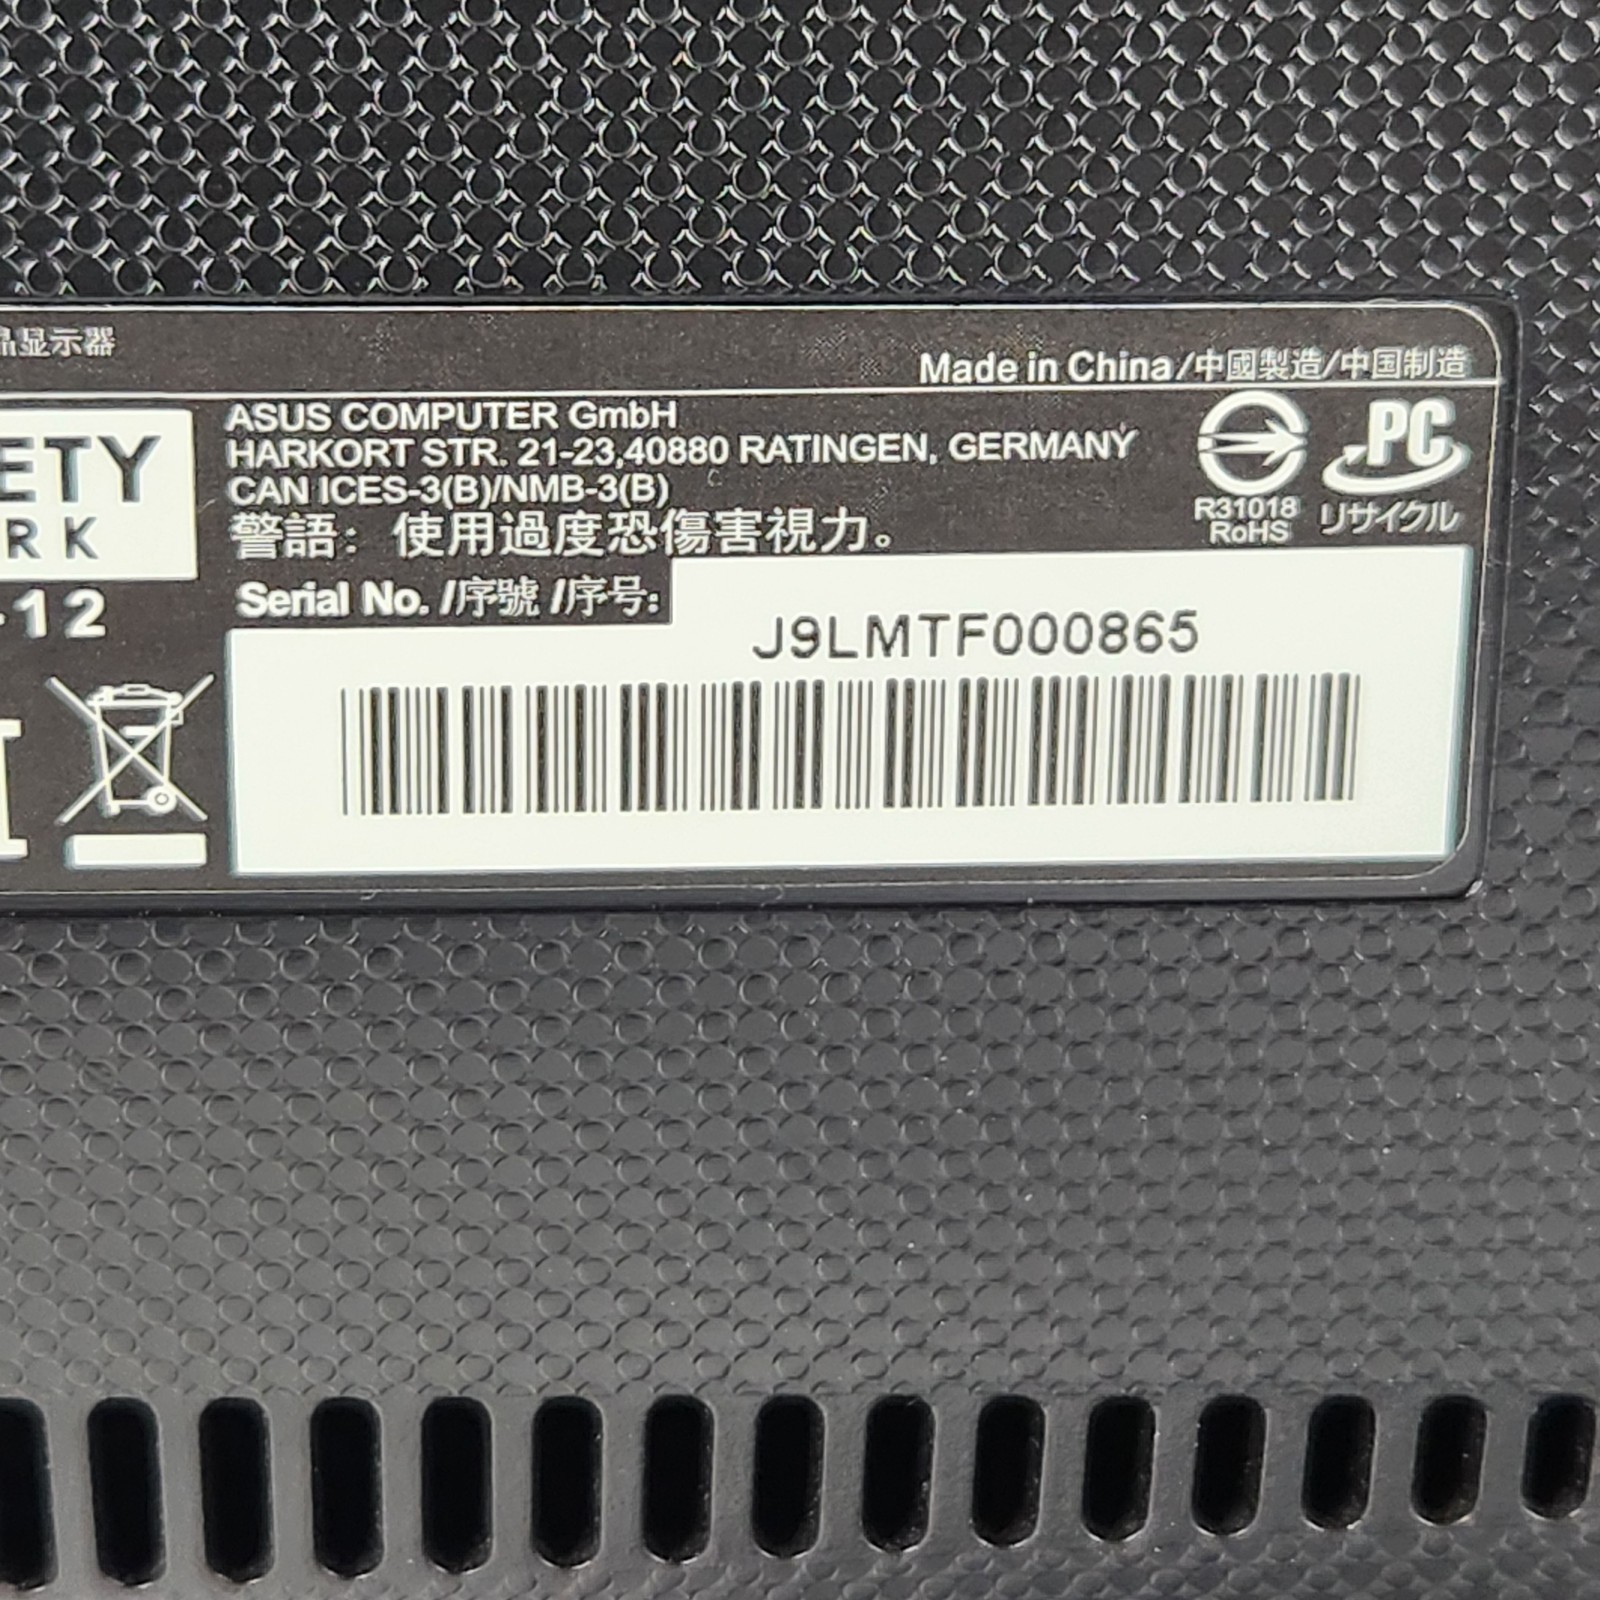 显示器
Made in China/中國製造/中国制造
ASUS COMPUTER GmbH
HARKORT STR. 21-23,40880 RATINGEN, GERMANY
CAN ICES-3(B)/NMB-3(B)
警語：使用過度恐傷害視力。
ETY
RK
-12
R31018
RoHS
PC
リサイクル
Serial No. /序號 /序号:
J9LMTF000865